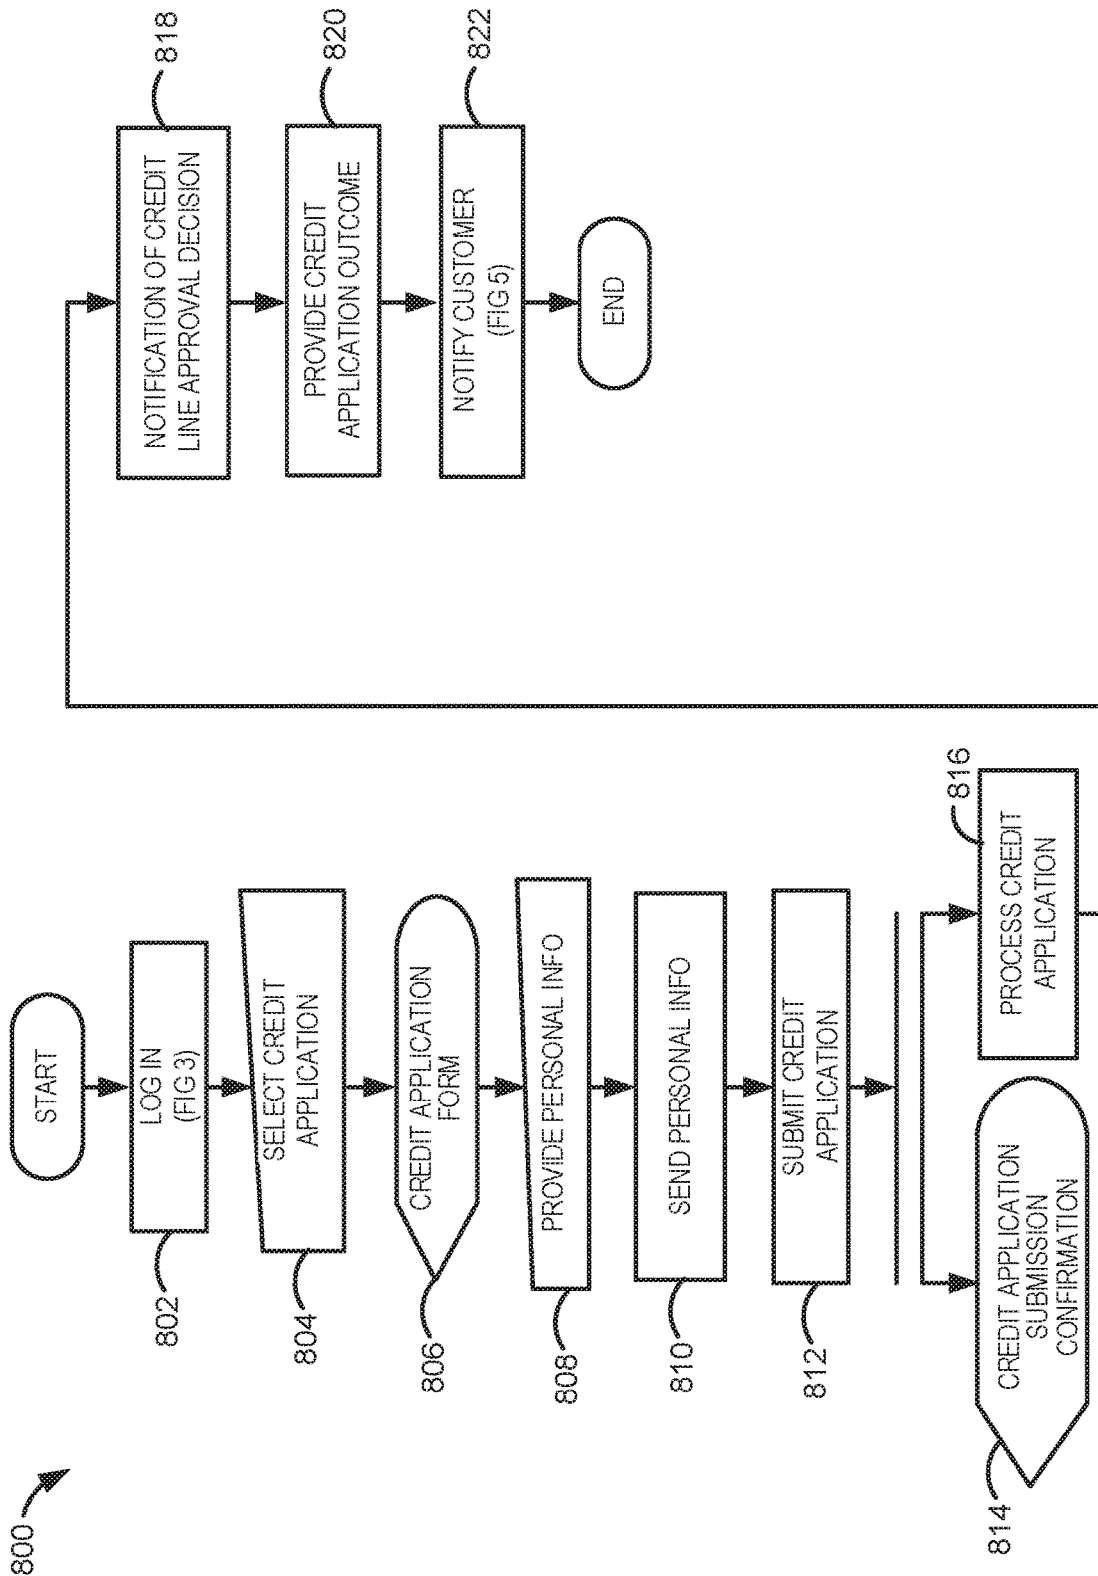 800
START
LOG IN
(FIG 3)
802
SELECT CREDIT
APPLICATION
804
CREDIT APPLICATION
FORM
806
PROVIDE PERSONAL INFO
808
SEND PERSONAL INFO
810
SUBMIT CREDIT
APPLICATION
812
CREDIT APPLICATION
SUBMISSION
CONFIRMATION
814
PROCESS CREDIT
APPLICATION
816
NOTIFICATION OF CREDIT
LINE APPROVAL DECISION
818
PROVIDE CREDIT
APPLICATION OUTCOME
820
NOTIFY CUSTOMER
(FIG 5)
822
END